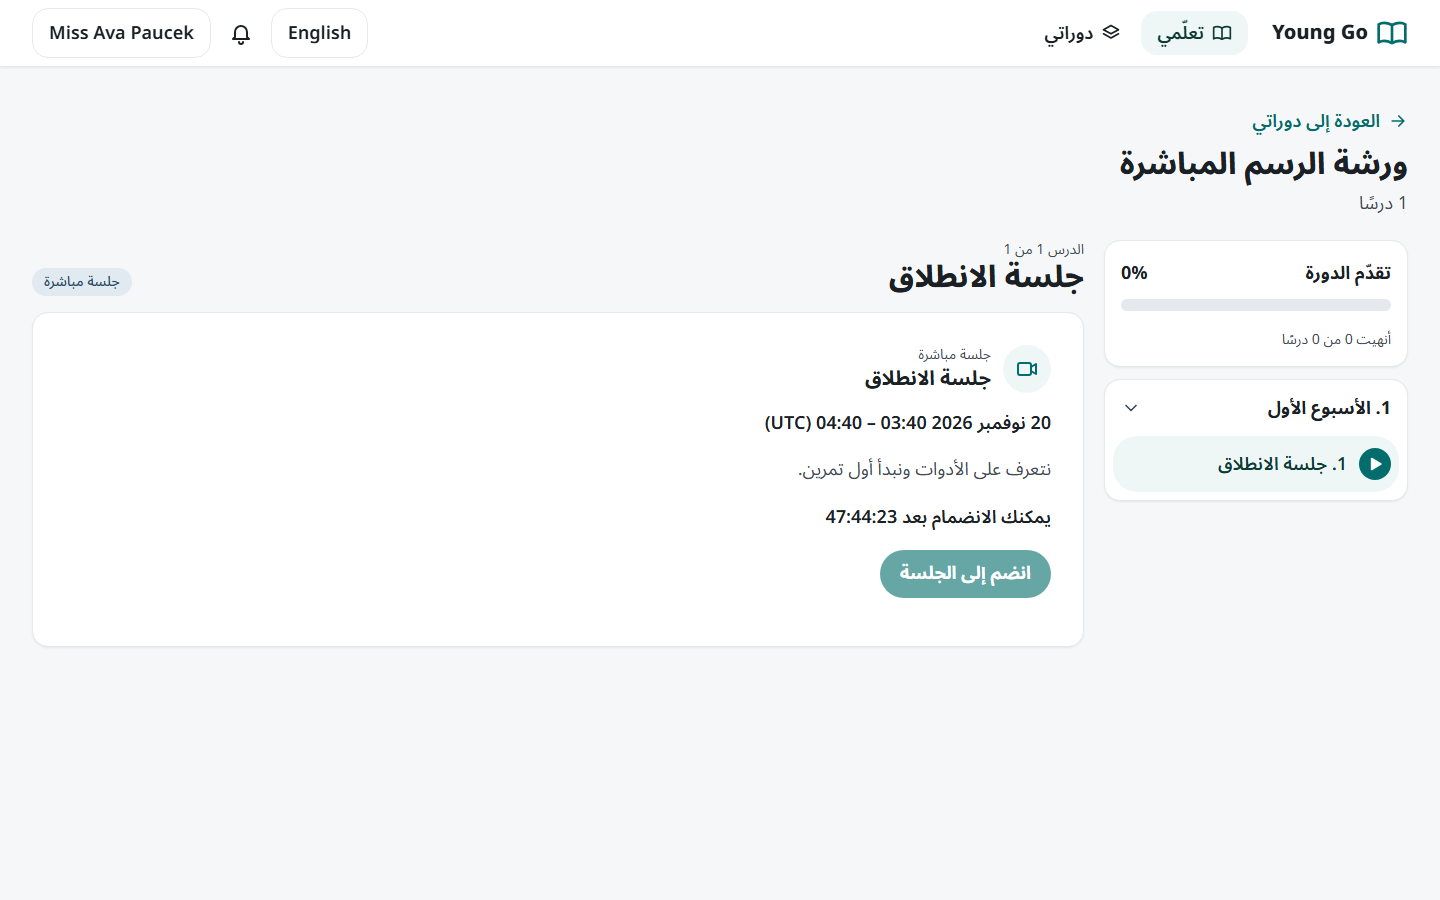 Young Go
تعلّمي
دوراتي
English
Miss Ava Paucek
العودة إلى دوراتي
ورشة الرسم المباشرة
1 درسًا
تقدّم الدورة
0%
أنهيت 0 من 0 درسًا
1. الأسبوع الأول
1. جلسة الانطلاق
الدرس 1 من 1
جلسة الانطلاق
جلسة مباشرة
جلسة مباشرة
جلسة الانطلاق
20 نوفمبر 2026 03:40 – 04:40 (UTC)
نتعرف على الأدوات ونبدأ أول تمرين.
يمكنك الانضمام بعد 47:44:23
انضم إلى الجلسة